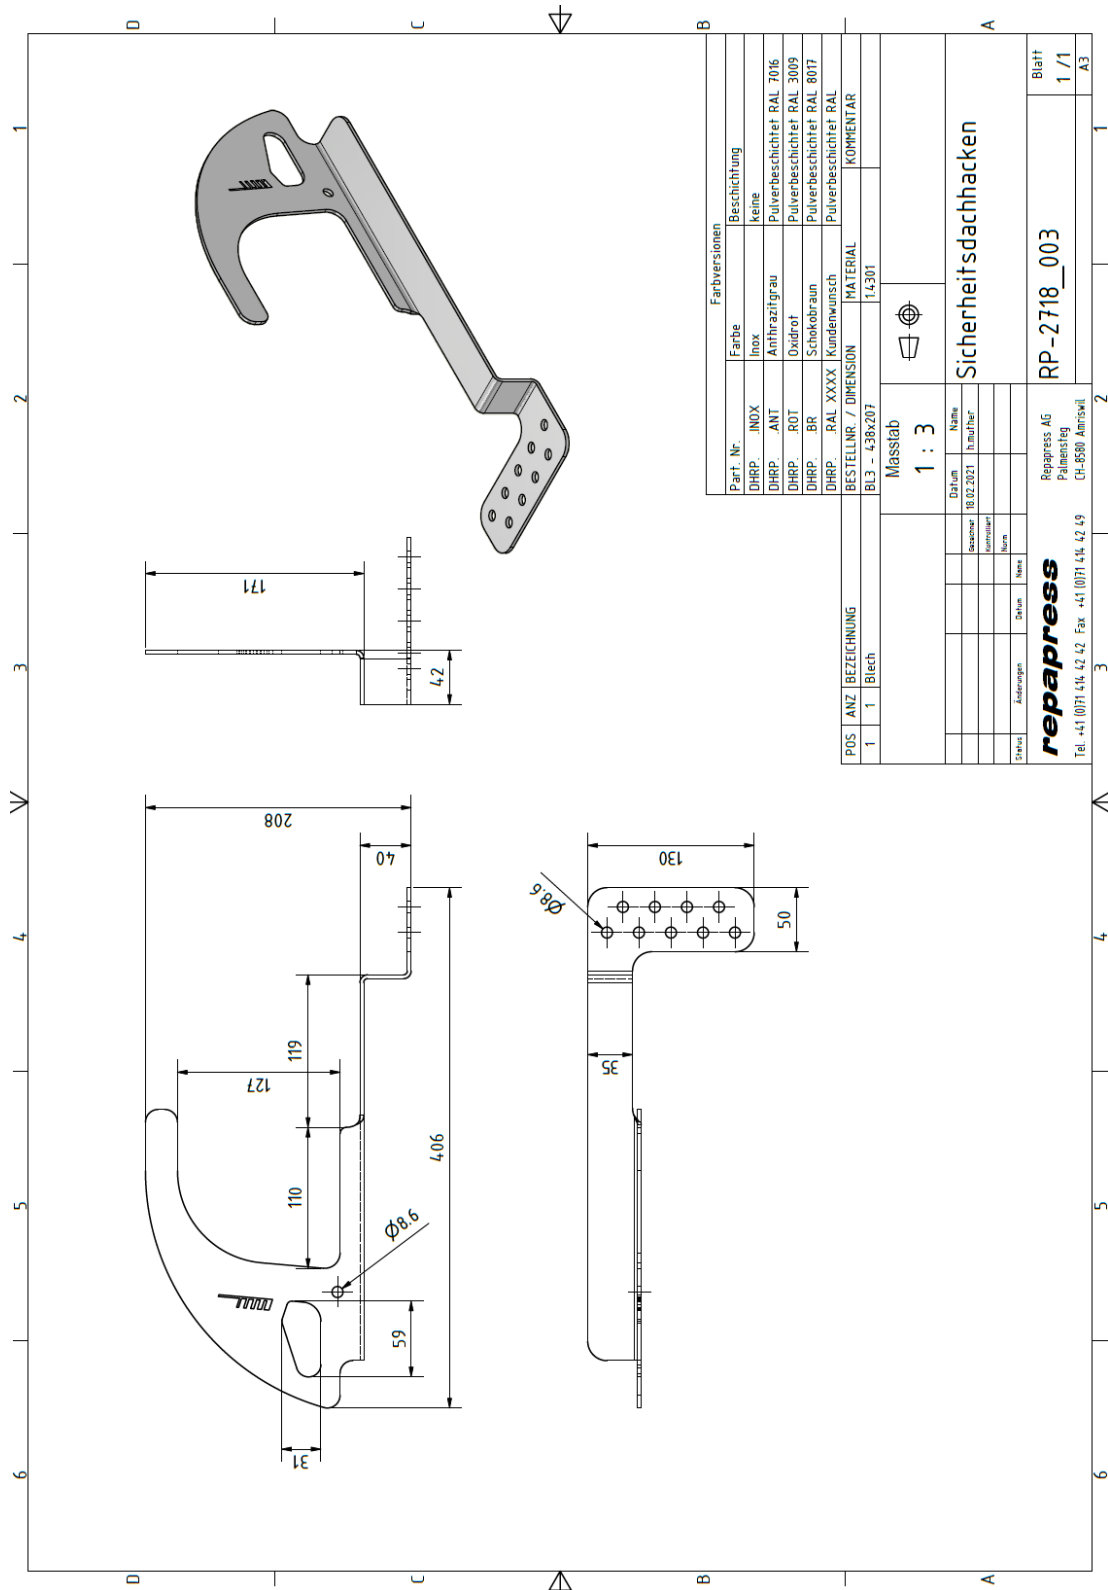 D
C
B
A
1
2
3
4
5
6
171
42
208
40
119
127
110
406
Ø8.6
59
31
Ø8.6
130
50
35
Farbversionen
Part. Nr. Farbe Beschichtung
DHRP. .INOX Inox keine
DHRP. .ANT Anthrazitgrau Pulverbeschichtet RAL 7016
DHRP. .ROT Oxidrot Pulverbeschichtet RAL 3009
DHRP. .BR Schokobraun Pulverbeschichtet RAL 8017
DHRP. .RAL XXXX Kundenwunsch Pulverbeschichtet RAL
POS ANZ BEZEICHNUNG BESTELLNR. / DIMENSION MATERIAL KOMMENTAR
1 1 Blech BL3 - 438x207 1.4301
Masstab
1 : 3
Datum Name
Gezeichnet 18.02.2021 h.muther
Kontrolliert
Norm
Status Änderungen Datum Name
Sicherheitsdachhacken
repapress
Repapress AG
Palmensteg
CH-8580 Amriswil
Tel. +41 (0)71 414 42 42 Fax +41 (0)71 414 42 49
RP-2718_003
Blatt
1 /1
A3
D
C
B
A
1
2
3
4
5
6